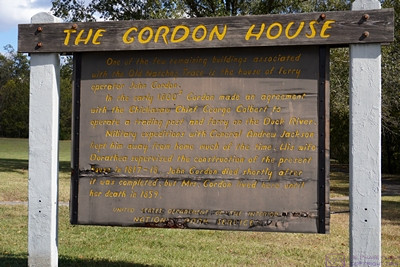 THE GORDON HOUSE
One of the few remaining buildings associated
with the Old Natchez Trace is the house of ferry
operator John Gordon.
In the early 1800's Gordon made an agreement
with the Chickasaw Chief George Colbert to
operate a trading post and ferry on the Duck River.
Military expeditions with General Andrew Jackson
kept him away from home much of the time. His wife
Dorathea supervised the construction of the present
house in 1817-18. John Gordon died shortly after
it was completed but Mrs. Gordon lived here until
her death in 1859.
UNITED STATES DEPARTMENT OF THE INTERIOR
NATIONAL PARK SERVICE